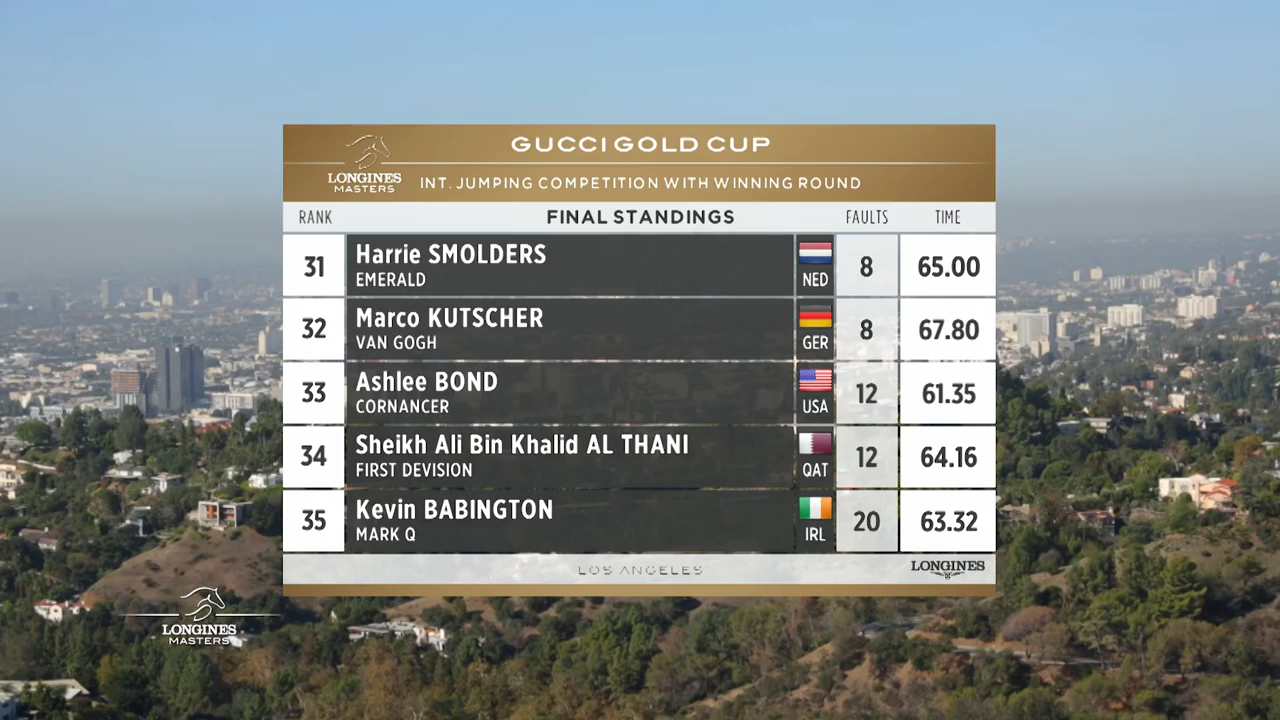 GUCCI GOLD CUP
LONGINES
MASTERS
INT. JUMPING COMPETITION WITH WINNING ROUND
RANK FINAL STANDINGS FAULTS TIME
31 Harrie SMOLDERS
EMERALD NED 8 65.00
32 Marco KUTSCHER
VAN GOGH GER 8 67.80
33 Ashlee BOND
CORNANCER USA 12 61.35
34 Sheikh Ali Bin Khalid AL THANI
FIRST DEVISION QAT 12 64.16
35 Kevin BABINGTON
MARK Q IRL 20 63.32
LOS ANGELES LONGINES
LONGINES
MASTERS